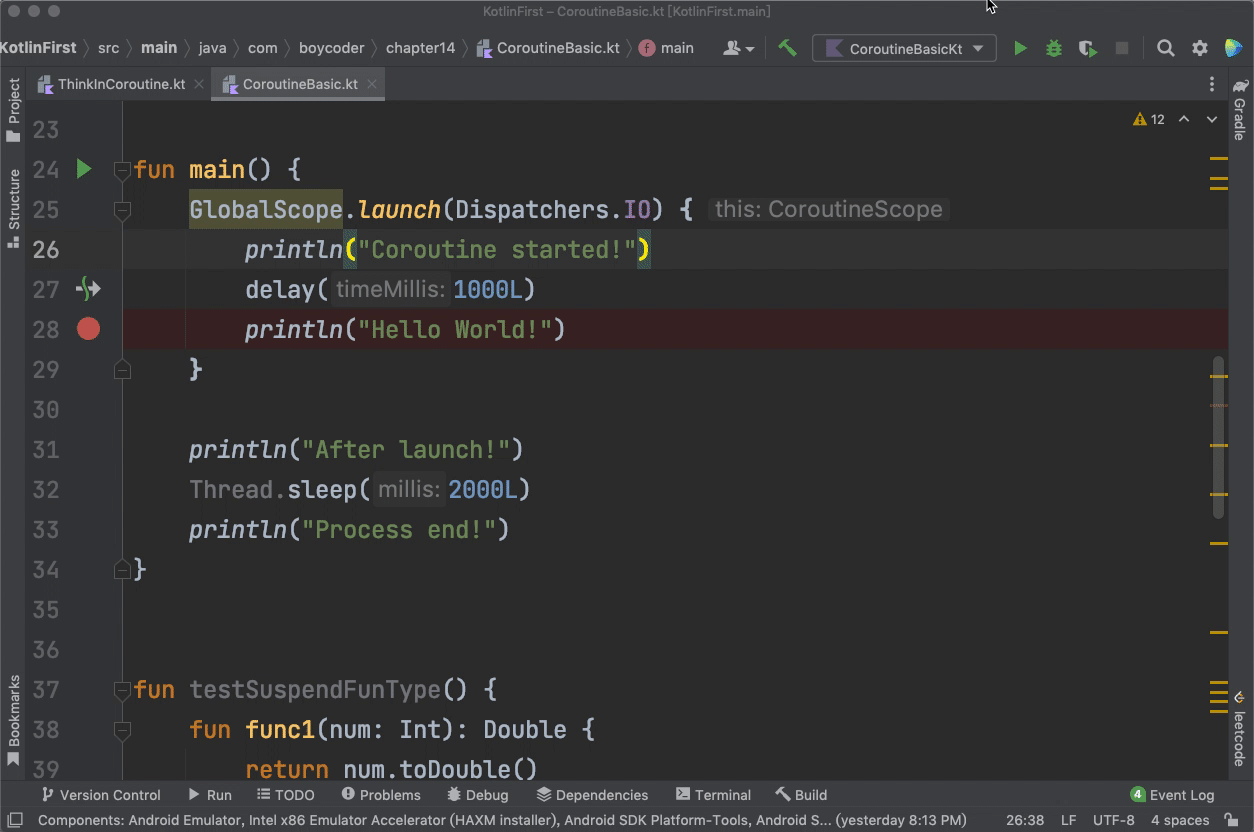 KotlinFirst – CoroutineBasic.kt [KotlinFirst.main]
KotlinFirst src main java com boycoder chapter14 CoroutineBasic.kt f main CoroutineBasicKt
ThinkInCoroutine.kt CoroutineBasic.kt
Project
Structure
Bookmarks
12
23
24 fun main() {
25 GlobalScope.launch(Dispatchers.IO) { this: CoroutineScope
26 println("Coroutine started!")
27 delay( timeMillis: 1000L)
28 println("Hello World!")
29 }
30
31 println("After launch!")
32 Thread.sleep( millis: 2000L)
33 println("Process end!")
34 }
35
36
37 fun testSuspendFunType() {
38 fun func1(num: Int): Double {
39 return num.toDouble()
Gradle
leetcode
Version Control Run TODO Problems Debug Dependencies Terminal Build 4 Event Log
Components: Android Emulator, Intel x86 Emulator Accelerator (HAXM installer), Android SDK Platform-Tools, Android S... (yesterday 8:13 PM) 26:38 LF UTF-8 4 spaces